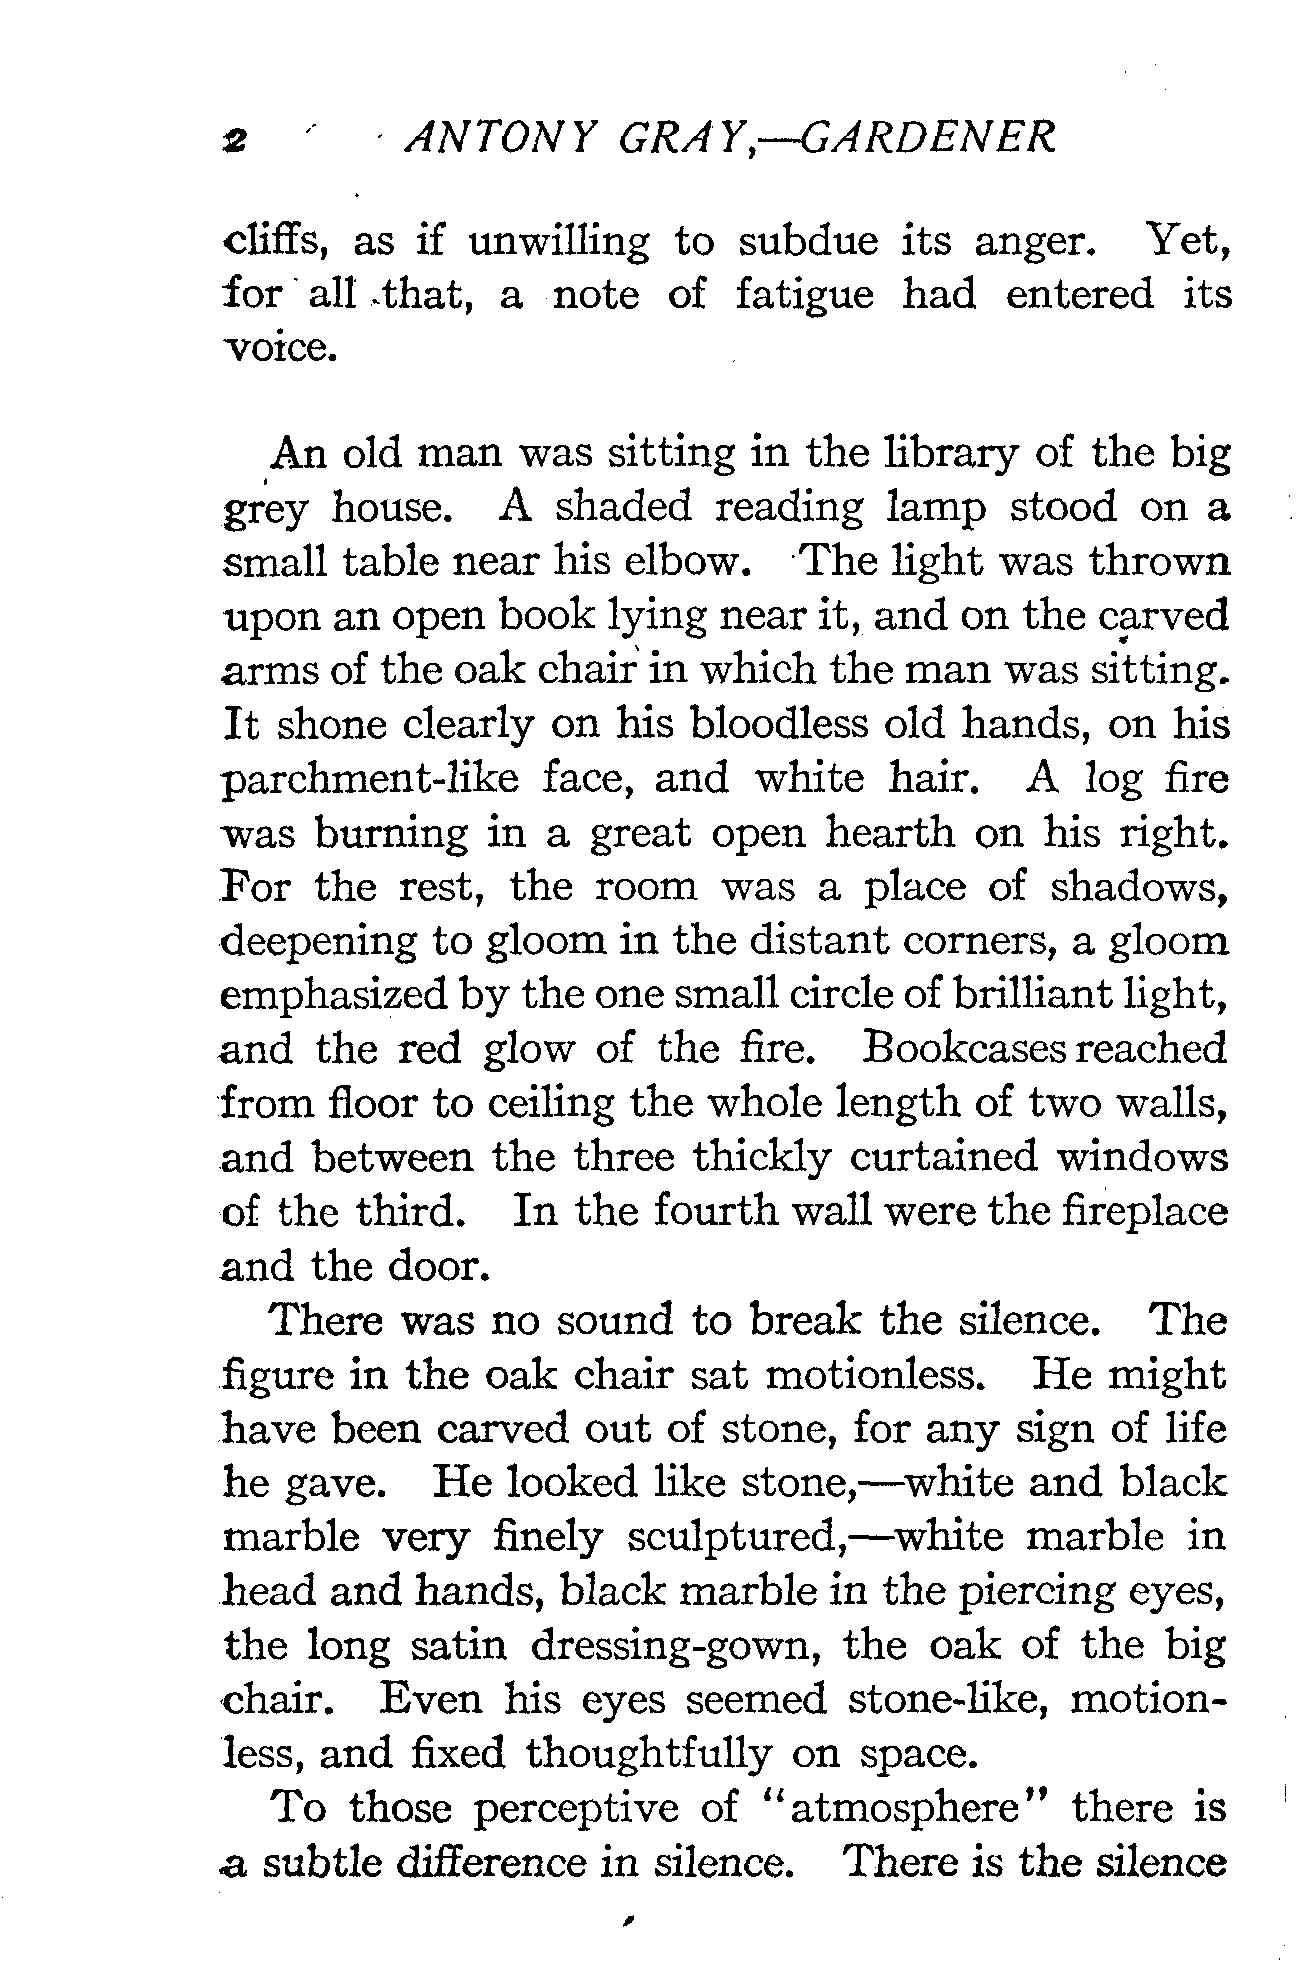 2 ANTONY GRAY,—GARDENER
cliffs, as if unwilling to subdue its anger. Yet,
for all that, a note of fatigue had entered its
voice.
An old man was sitting in the library of the big
grey house. A shaded reading lamp stood on a
small table near his elbow. The light was thrown
upon an open book lying near it, and on the carved
arms of the oak chair in which the man was sitting.
It shone clearly on his bloodless old hands, on his
parchment-like face, and white hair. A log fire
was burning in a great open hearth on his right.
For the rest, the room was a place of shadows,
deepening to gloom in the distant corners, a gloom
emphasized by the one small circle of brilliant light,
and the red glow of the fire. Bookcases reached
from floor to ceiling the whole length of two walls,
and between the three thickly curtained windows
of the third. In the fourth wall were the fireplace
and the door.
There was no sound to break the silence. The
figure in the oak chair sat motionless. He might
have been carved out of stone, for any sign of life
he gave. He looked like stone,—white and black
marble very finely sculptured,—white marble in
head and hands, black marble in the piercing eyes,
the long satin dressing-gown, the oak of the big
chair. Even his eyes seemed stone-like, motion-
less, and fixed thoughtfully on space.
To those perceptive of "atmosphere" there is
a subtle difference in silence. There is the silence